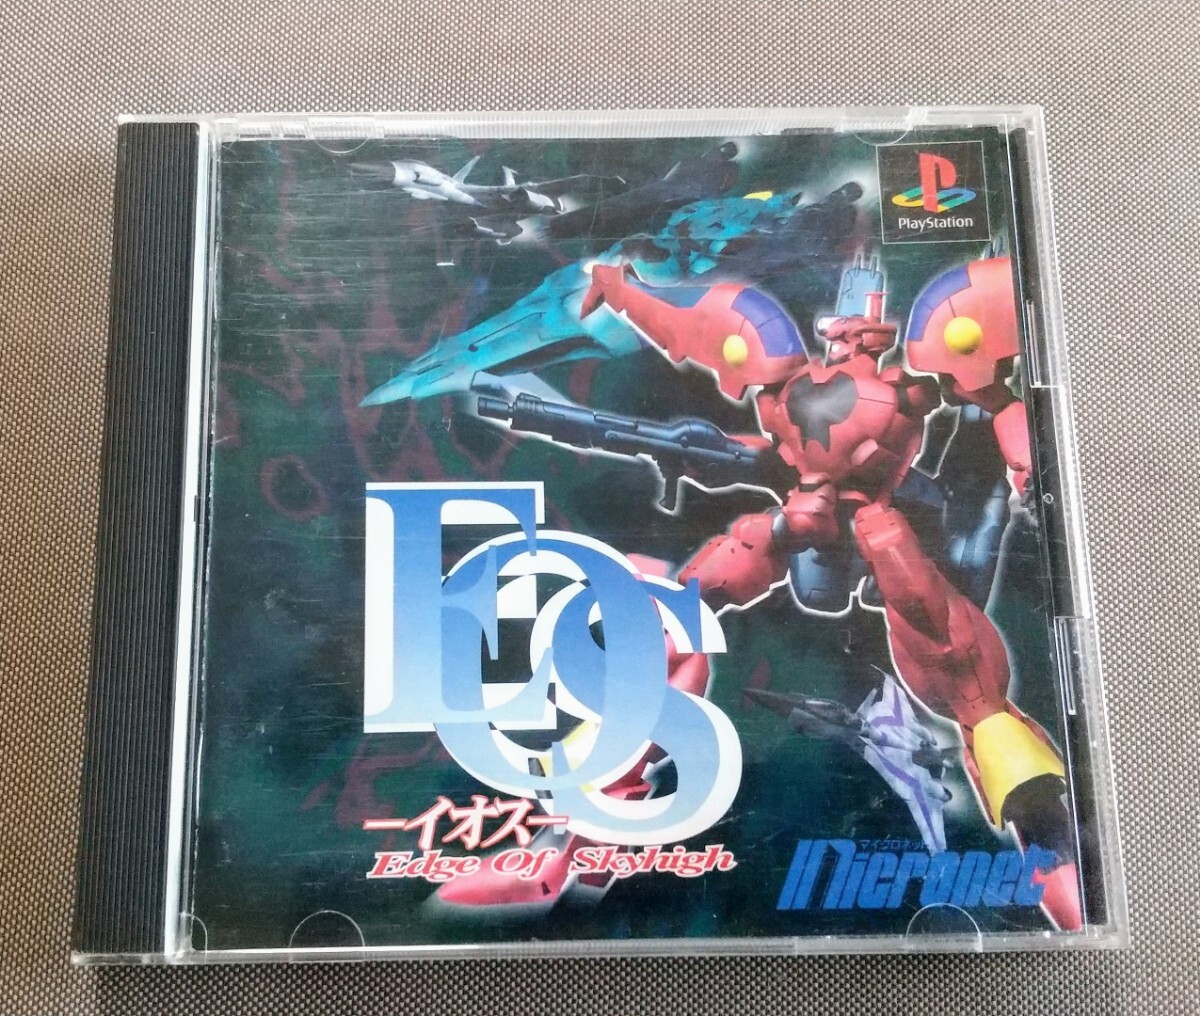 PlayStation
EOS
ーイオスー
Edge Of Skyhigh
マイクロネット
Micronet